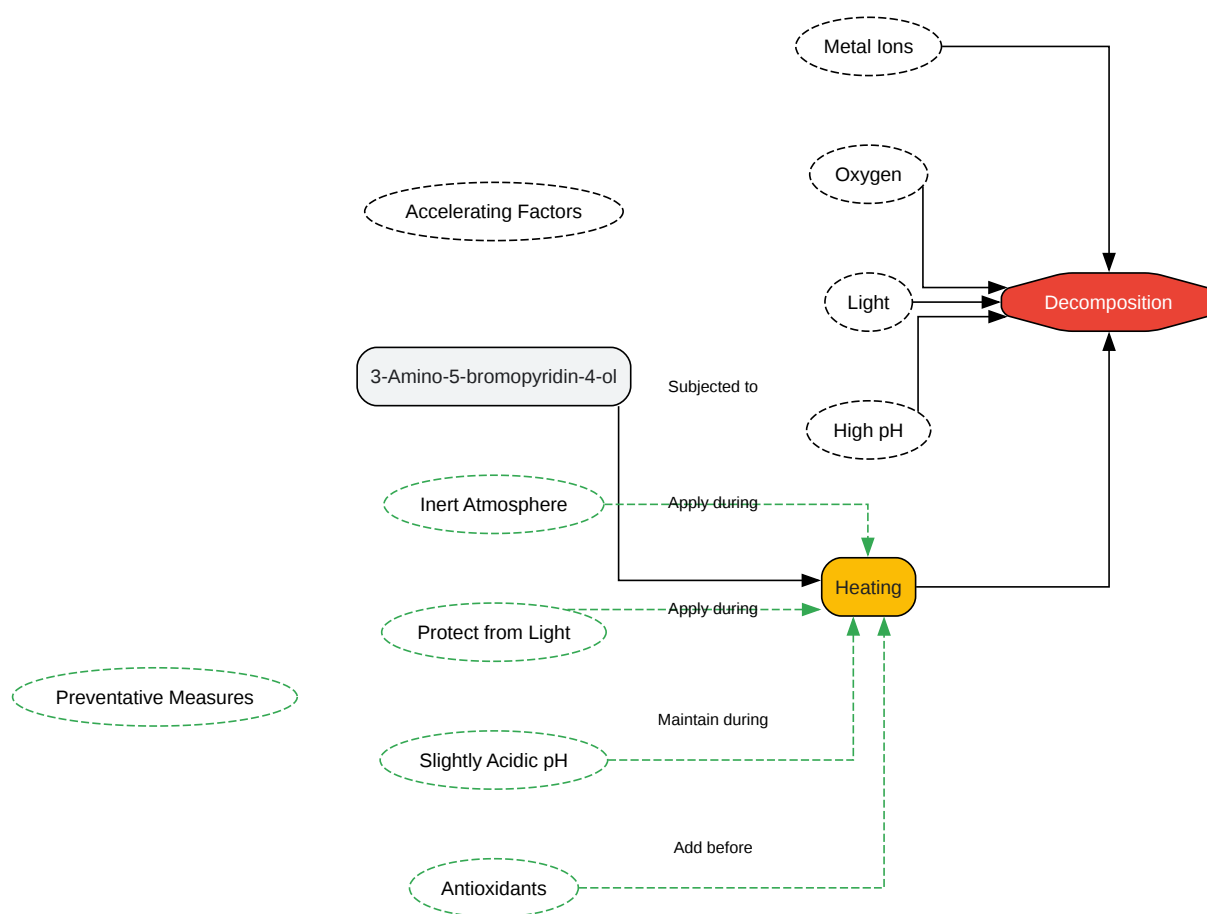 Metal Ions
Oxygen
Accelerating Factors
Light
Decomposition
3-Amino-5-bromopyridin-4-ol
Subjected to
High pH
Inert Atmosphere
Apply during
Heating
Apply during
Protect from Light
Preventative Measures
Maintain during
Slightly Acidic pH
Add before
Antioxidants